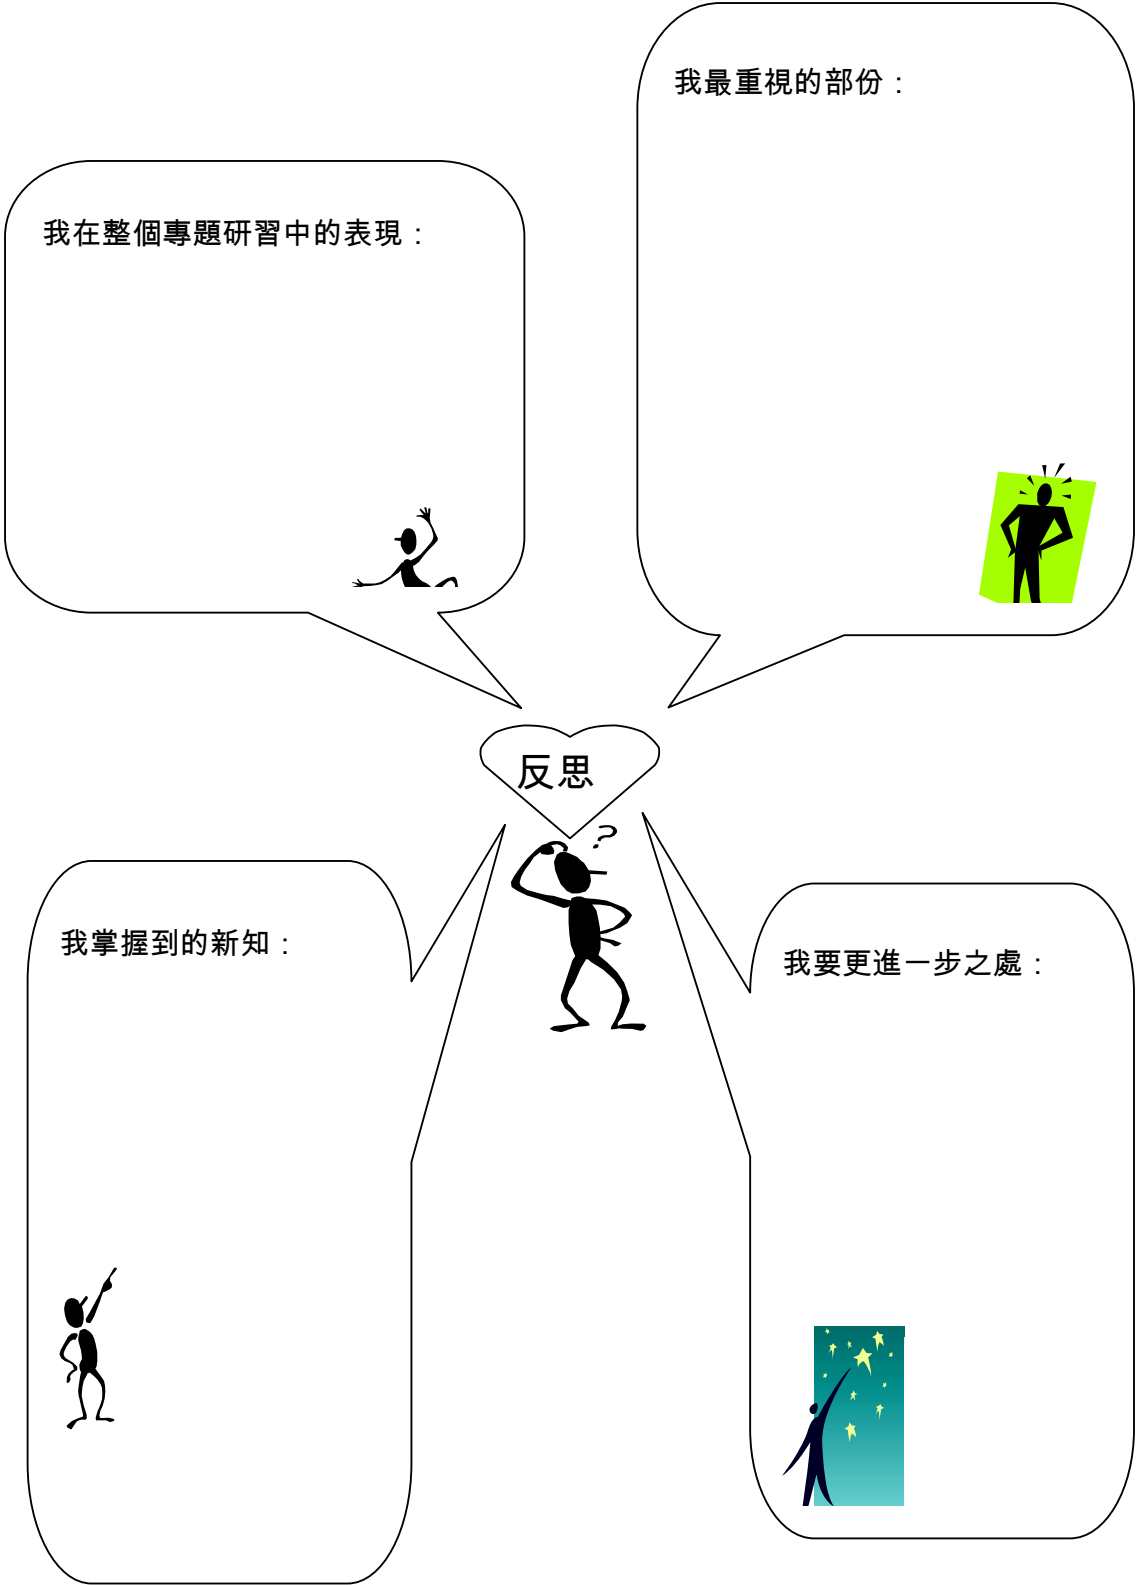 我最重視的部份：
我在整個專題研習中的表現：
反思
?
我掌握到的新知：
我要更進一步之處：